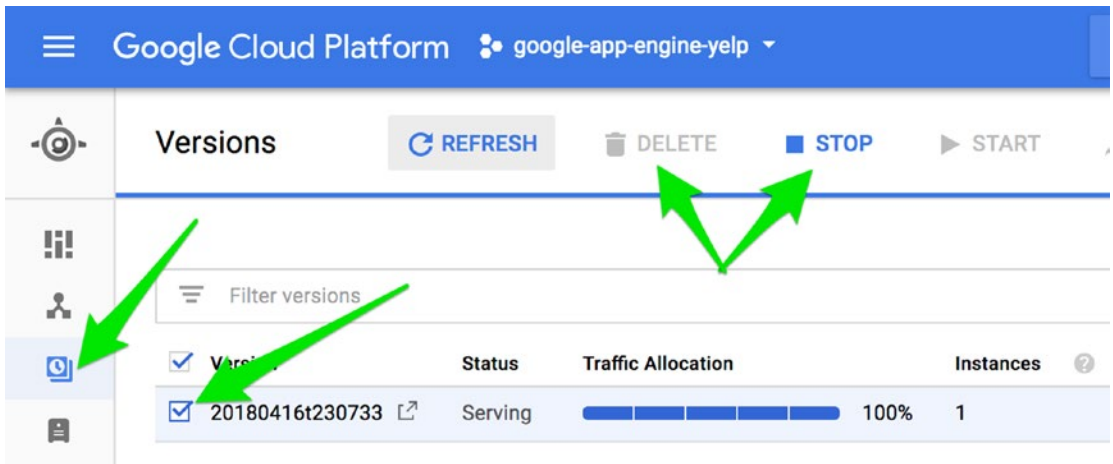 Google Cloud Platform google-app-engine-yelp
Versions REFRESH DELETE STOP START
Filter versions
Status Traffic Allocation Instances
20180416t230733 Serving 100% 1